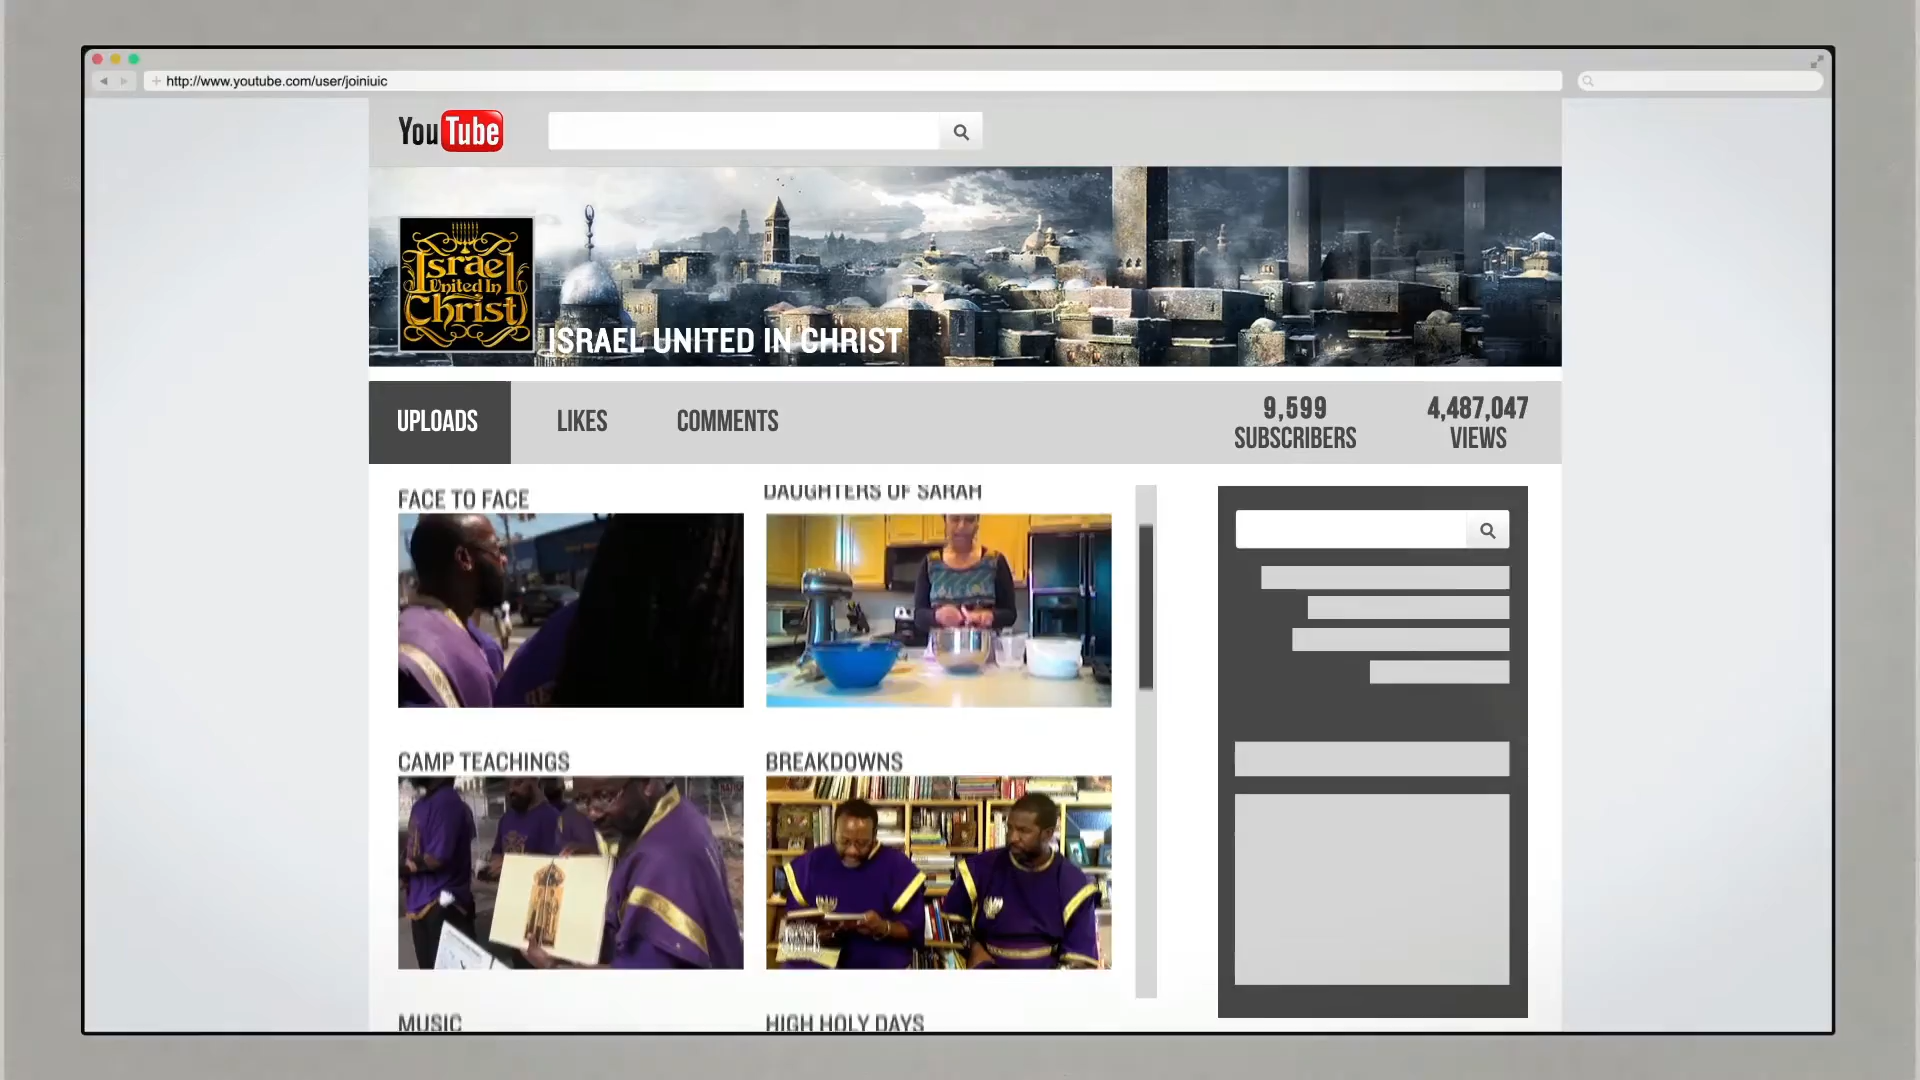 http://www.youtube.com/user/joiniuic
YouTube
Israel
United In
Christ
ISRAEL UNITED IN CHRIST
UPLOADS
LIKES
COMMENTS
9,599
SUBSCRIBERS
4,487,047
VIEWS
FACE TO FACE
DAUGHTERS OF SARAH
CAMP TEACHINGS
BREAKDOWNS
MUSIC
HIGH HOLY DAYS